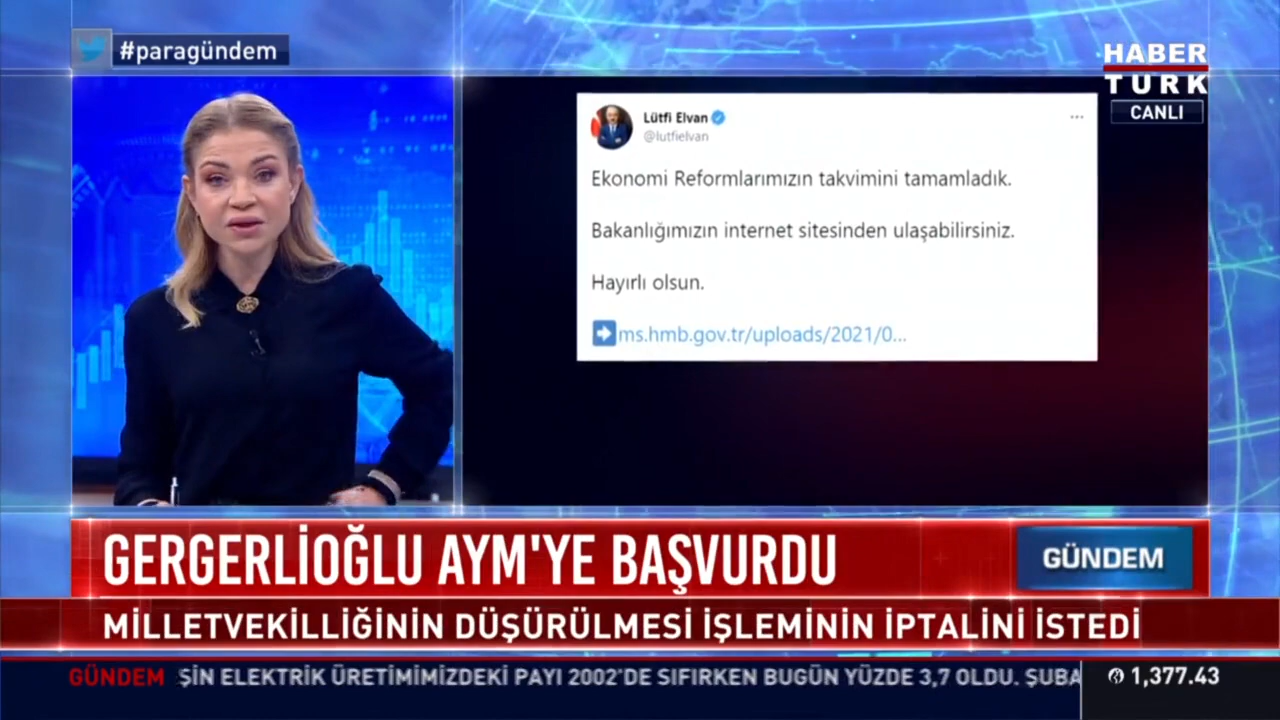 #paragündem
HABER
TÜRK
CANLI
Lütfi Elvan
@lutfielvan
Ekonomi Reformlarımızın takvimini tamamladık.
Bakanlığımızın internet sitesinden ulaşabilirsiniz.
Hayırlı olsun.
ms.hmb.gov.tr/uploads/2021/0...
GERGERLİOĞLU AYM'YE BAŞVURDU
GÜNDEM
MİLLETVEKİLLİĞİNİN DÜŞÜRÜLMESİ İŞLEMİNİN İPTALİNİ İSTEDİ
GÜNDEM ŞİN ELEKTRİK ÜRETİMİMİZDEKİ PAYI 2002'DE SIFIRKEN BUGÜN YÜZDE 3,7 OLDU. ŞUBA
1,377.43